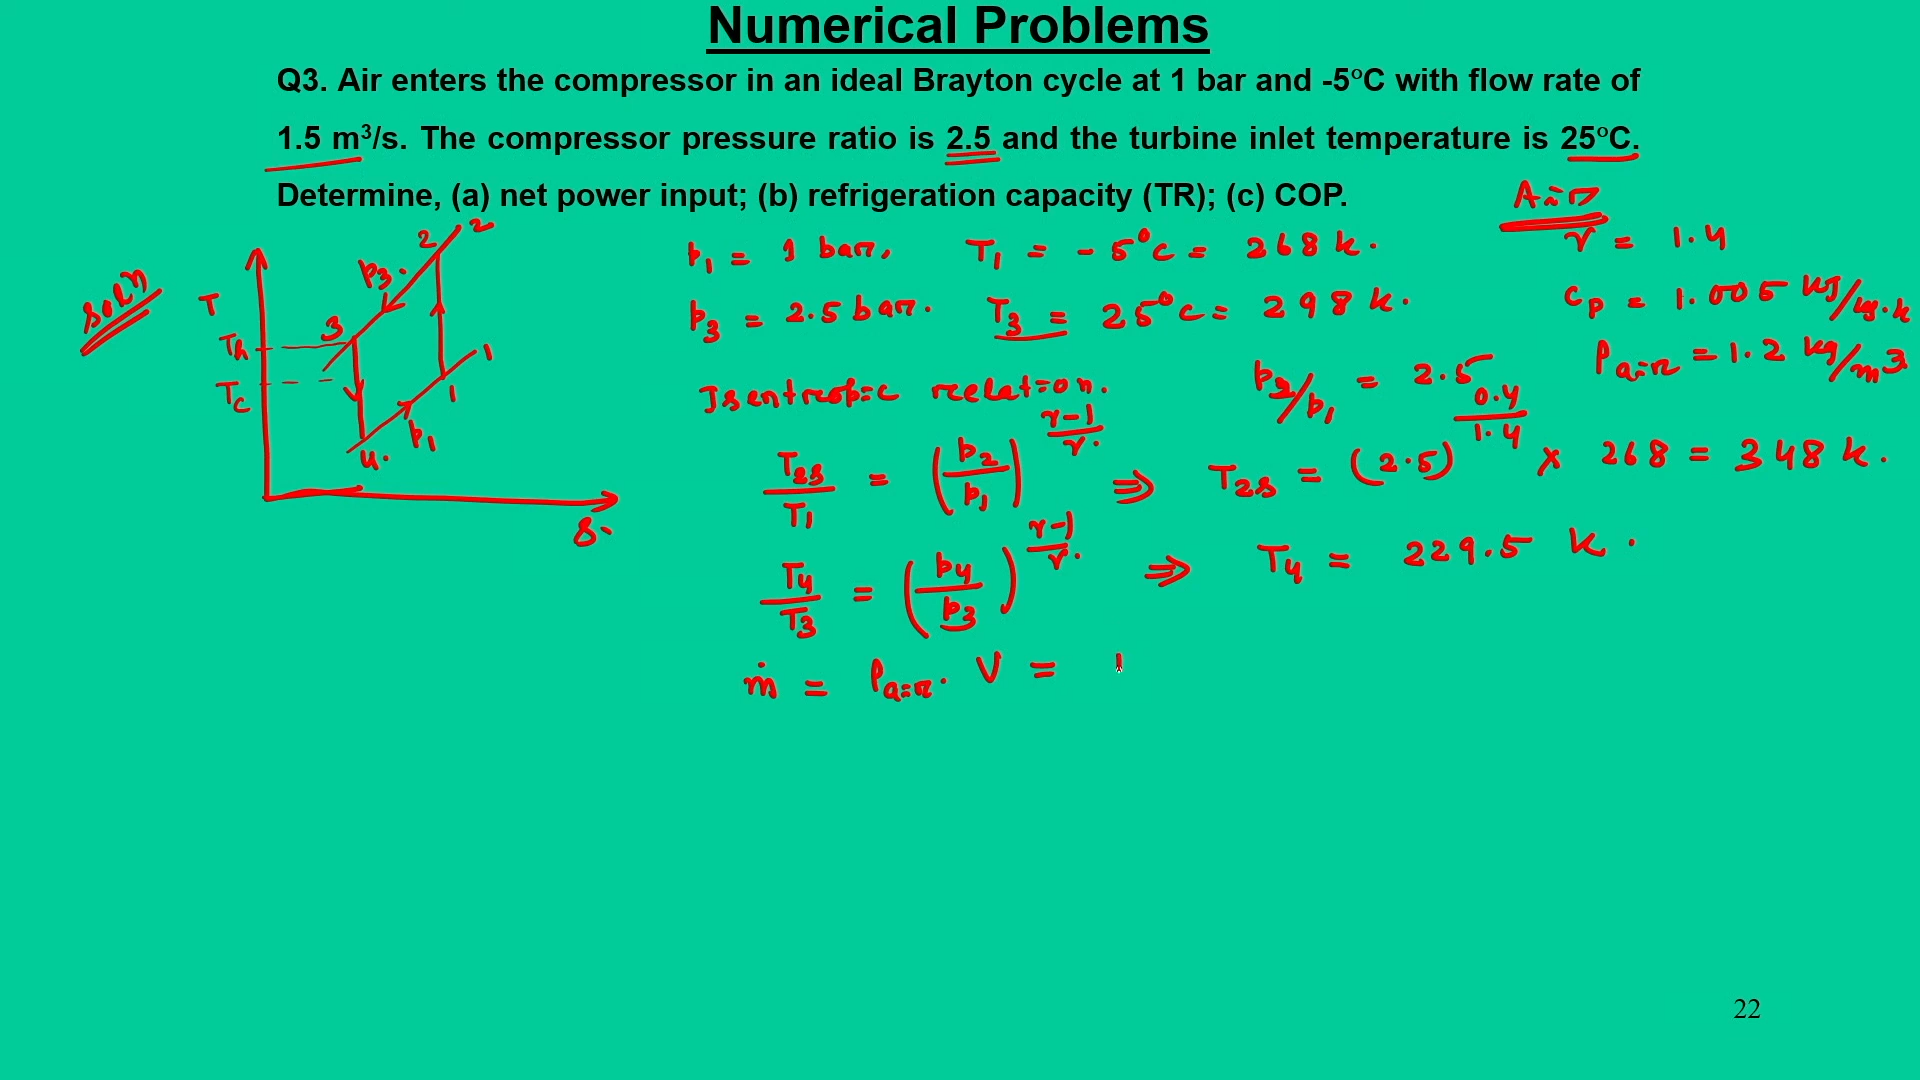 Numerical Problems
Q3. Air enters the compressor in an ideal Brayton cycle at 1 bar and -5°C with flow rate of
1.5 m³/s. The compressor pressure ratio is 2.5 and the turbine inlet temperature is 25°C.
Determine, (a) net power input; (b) refrigeration capacity (TR); (c) COP.
Air
γ = 1.4
Cp = 1.005 kJ/kg.k
ρair = 1.2 kg/m3
Soln
T
Th
Tc
2 2
p3.
3
1
1
p1
4.
s.
p1 = 1 bar, T1 = -5°C = 268 k.
p3 = 2.5 bar. T3 = 25°C = 298 k.
Isentropic relation. p2/p1 = 2.5
T2s/T1 = (p2/p1)^(γ-1)/γ. ⇒ T2s = (2.5)^0.4/1.4 × 268 = 348 k.
T4/T3 = (p4/p3)^(γ-1)/γ. ⇒ T4 = 229.5 k.
ṁ = ρair. V = 1
22